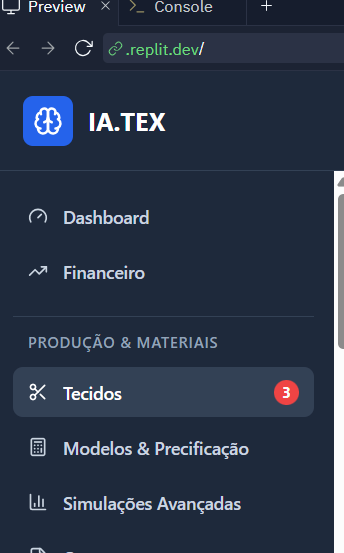 Preview
Console
.replit.dev/
IA.TEX
Dashboard
Financeiro
PRODUÇÃO & MATERIAIS
Tecidos 3
Modelos & Precificação
Simulações Avançadas